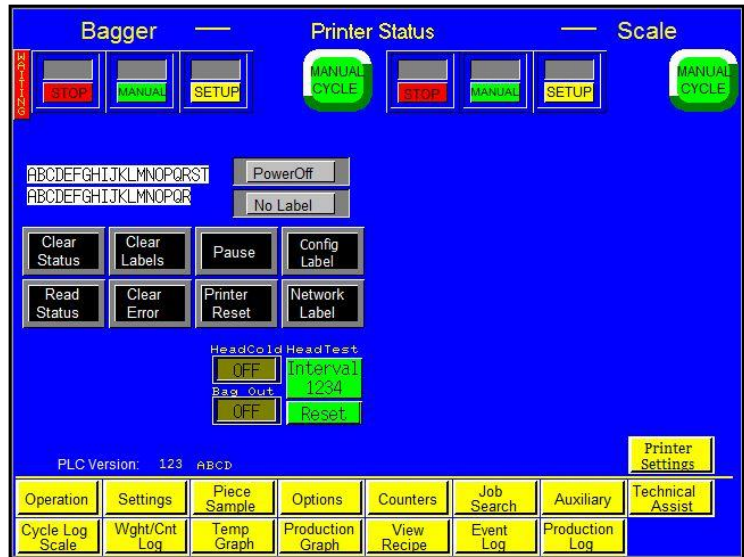 Bagger — Printer Status — Scale
WAITING
STOP MANUAL SETUP MANUAL CYCLE STOP MANUAL SETUP MANUAL CYCLE
ABCDEFGHIJKLMNOPQRST PowerOff
ABCDEFGHIJKLMNOPQR No Label
Clear Status Clear Labels Pause Config Label
Read Status Clear Error Printer Reset Network Label
HeadCold HeadTest
OFF Interval 1234
Bag Out
OFF Reset
Printer Settings
PLC Version: 123 ABCD
Operation Settings Piece Sample Options Counters Job Search Auxiliary Technical Assist
Cycle Log Scale Wght/Cnt Log Temp Graph Production Graph View Recipe Event Log Production Log